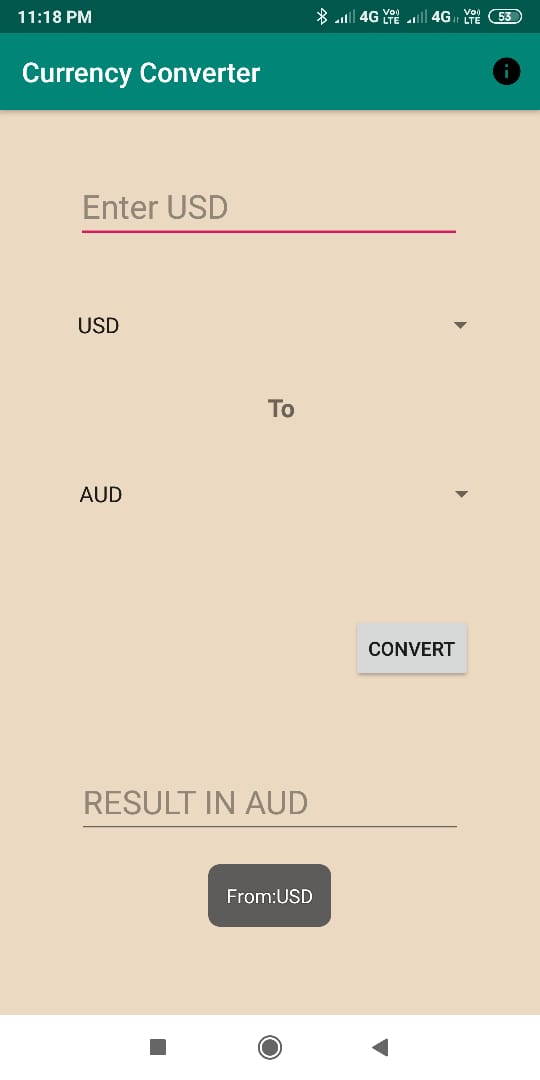 11:18 PM 4G Vo)) LTE 4G Vo)) LTE 53
Currency Converter
Enter USD
USD
To
AUD
CONVERT
RESULT IN AUD
From:USD